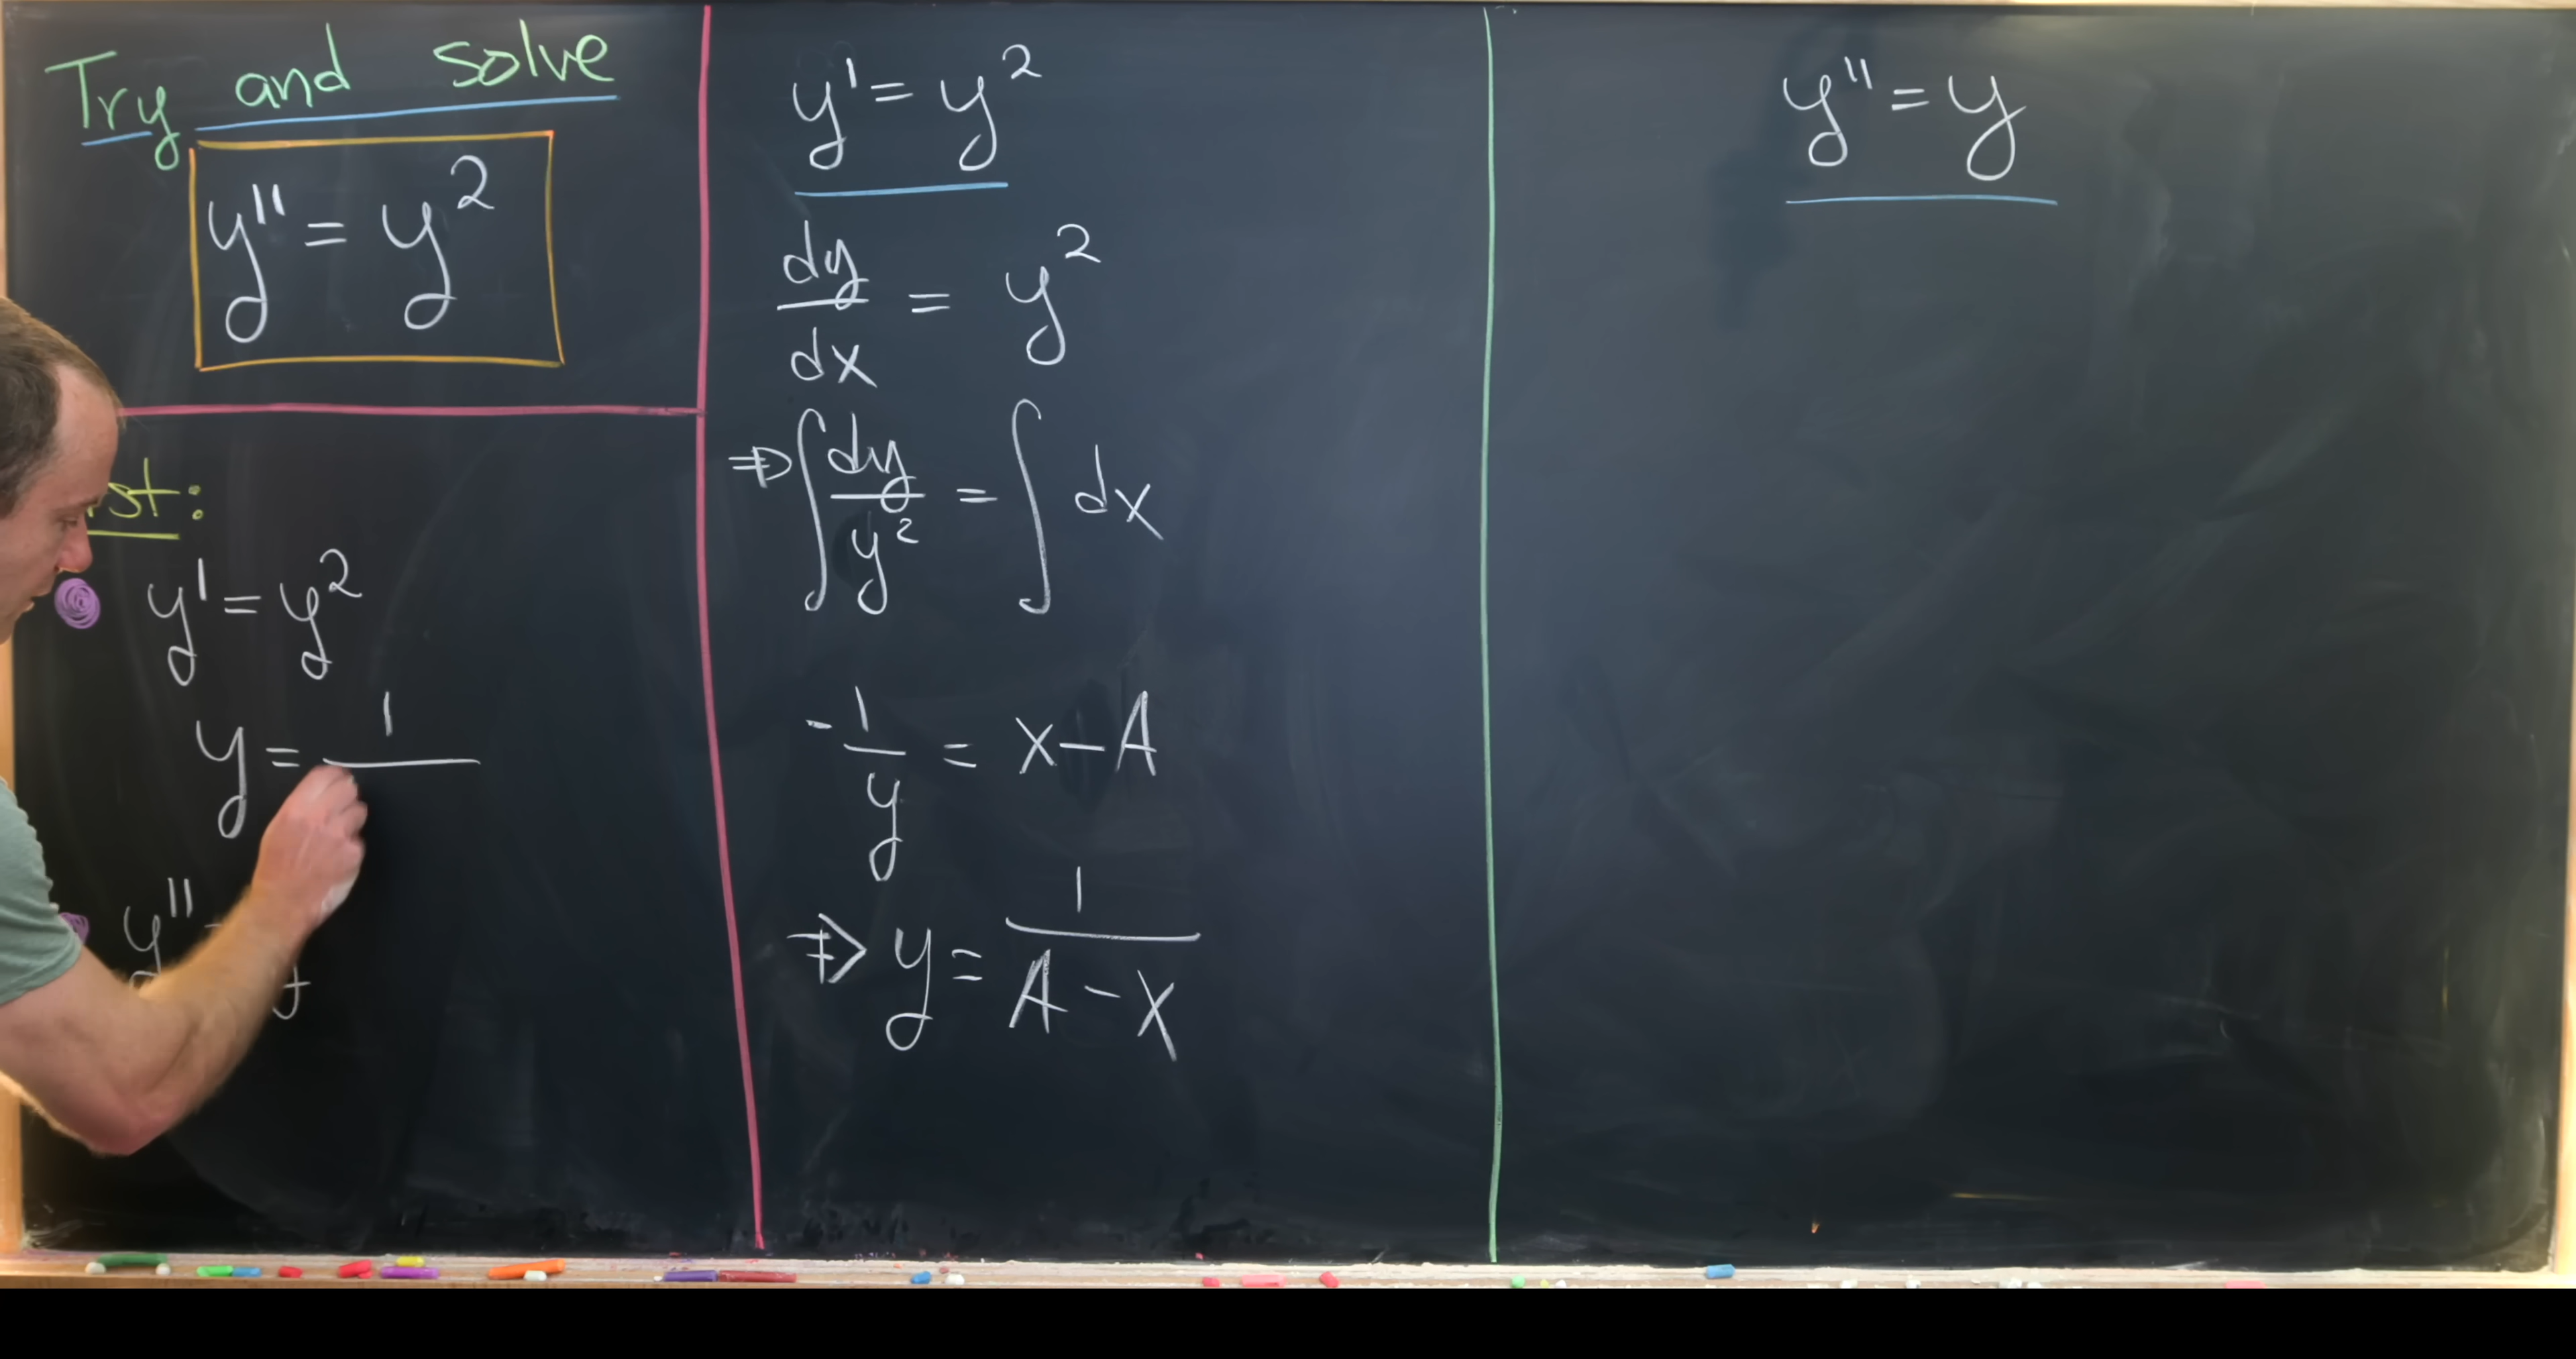 Try and solve
y'' = y²
st:
y' = y²
y = 1/
y''
y' = y²
dy/dx = y²
⇒ ∫ dy/y² = ∫ dx
-1/y = x - A
⇒ y = 1/(A - x)
y'' = y